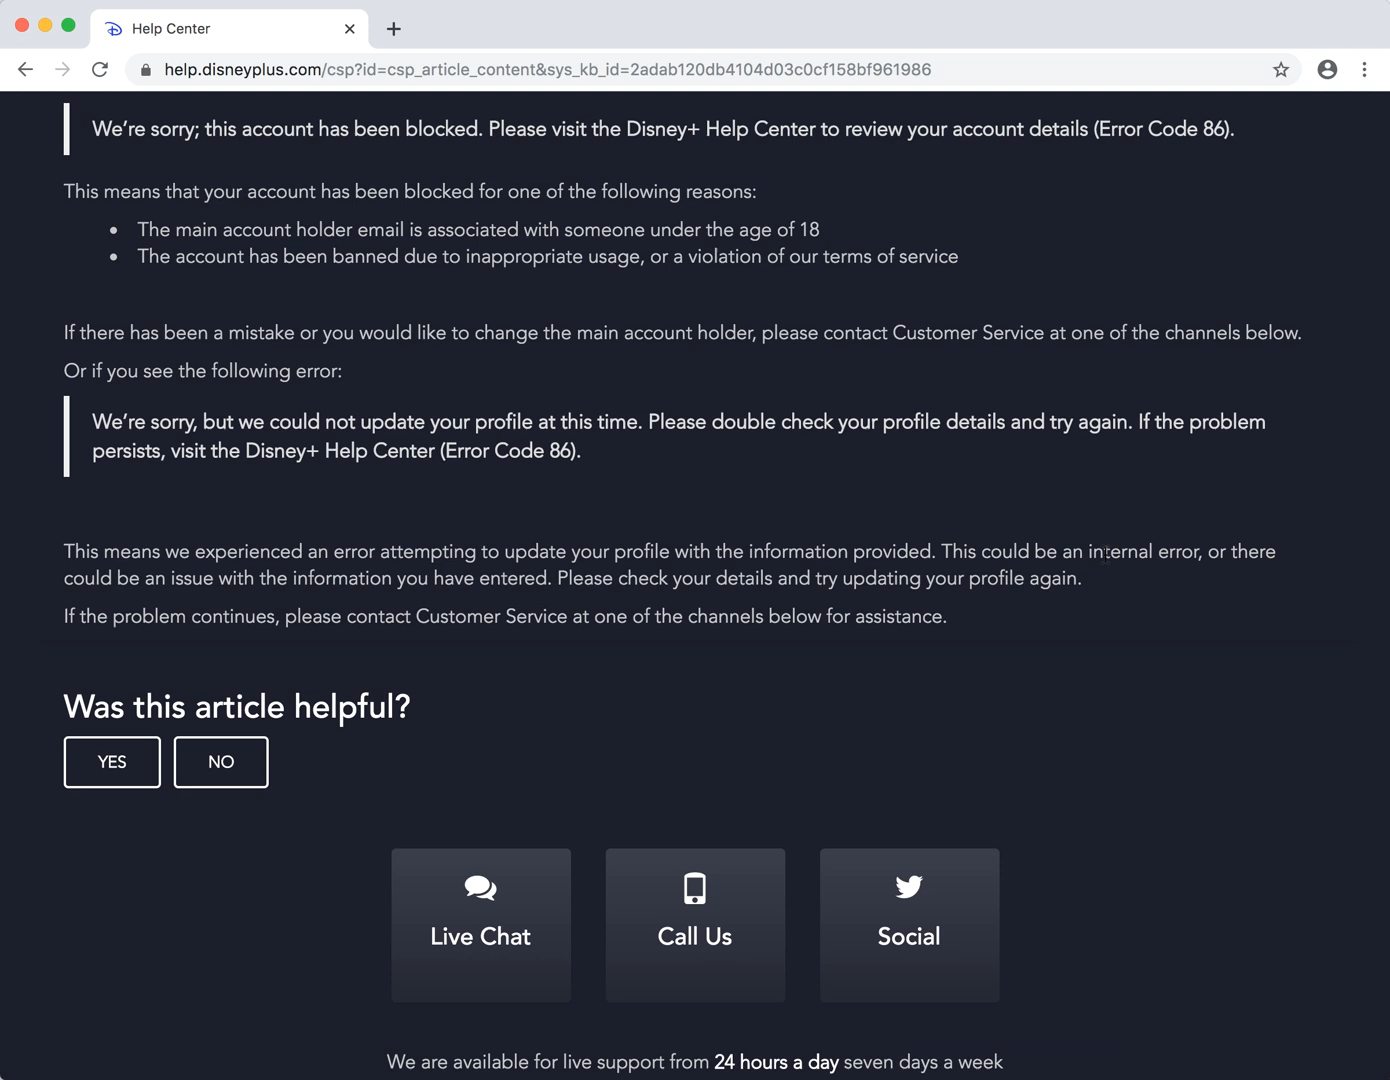 Help Center
help.disneyplus.com/csp?id=csp_article_content&sys_kb_id=2adab120db4104d03c0cf158bf961986
We’re sorry; this account has been blocked. Please visit the Disney+ Help Center to review your account details (Error Code 86).
This means that your account has been blocked for one of the following reasons:
• The main account holder email is associated with someone under the age of 18
• The account has been banned due to inappropriate usage, or a violation of our terms of service
If there has been a mistake or you would like to change the main account holder, please contact Customer Service at one of the channels below.
Or if you see the following error:
We’re sorry, but we could not update your profile at this time. Please double check your profile details and try again. If the problem
persists, visit the Disney+ Help Center (Error Code 86).
This means we experienced an error attempting to update your profile with the information provided. This could be an internal error, or there
could be an issue with the information you have entered. Please check your details and try updating your profile again.
If the problem continues, please contact Customer Service at one of the channels below for assistance.
Was this article helpful?
YES NO
Live Chat Call Us Social
We are available for live support from 24 hours a day seven days a week